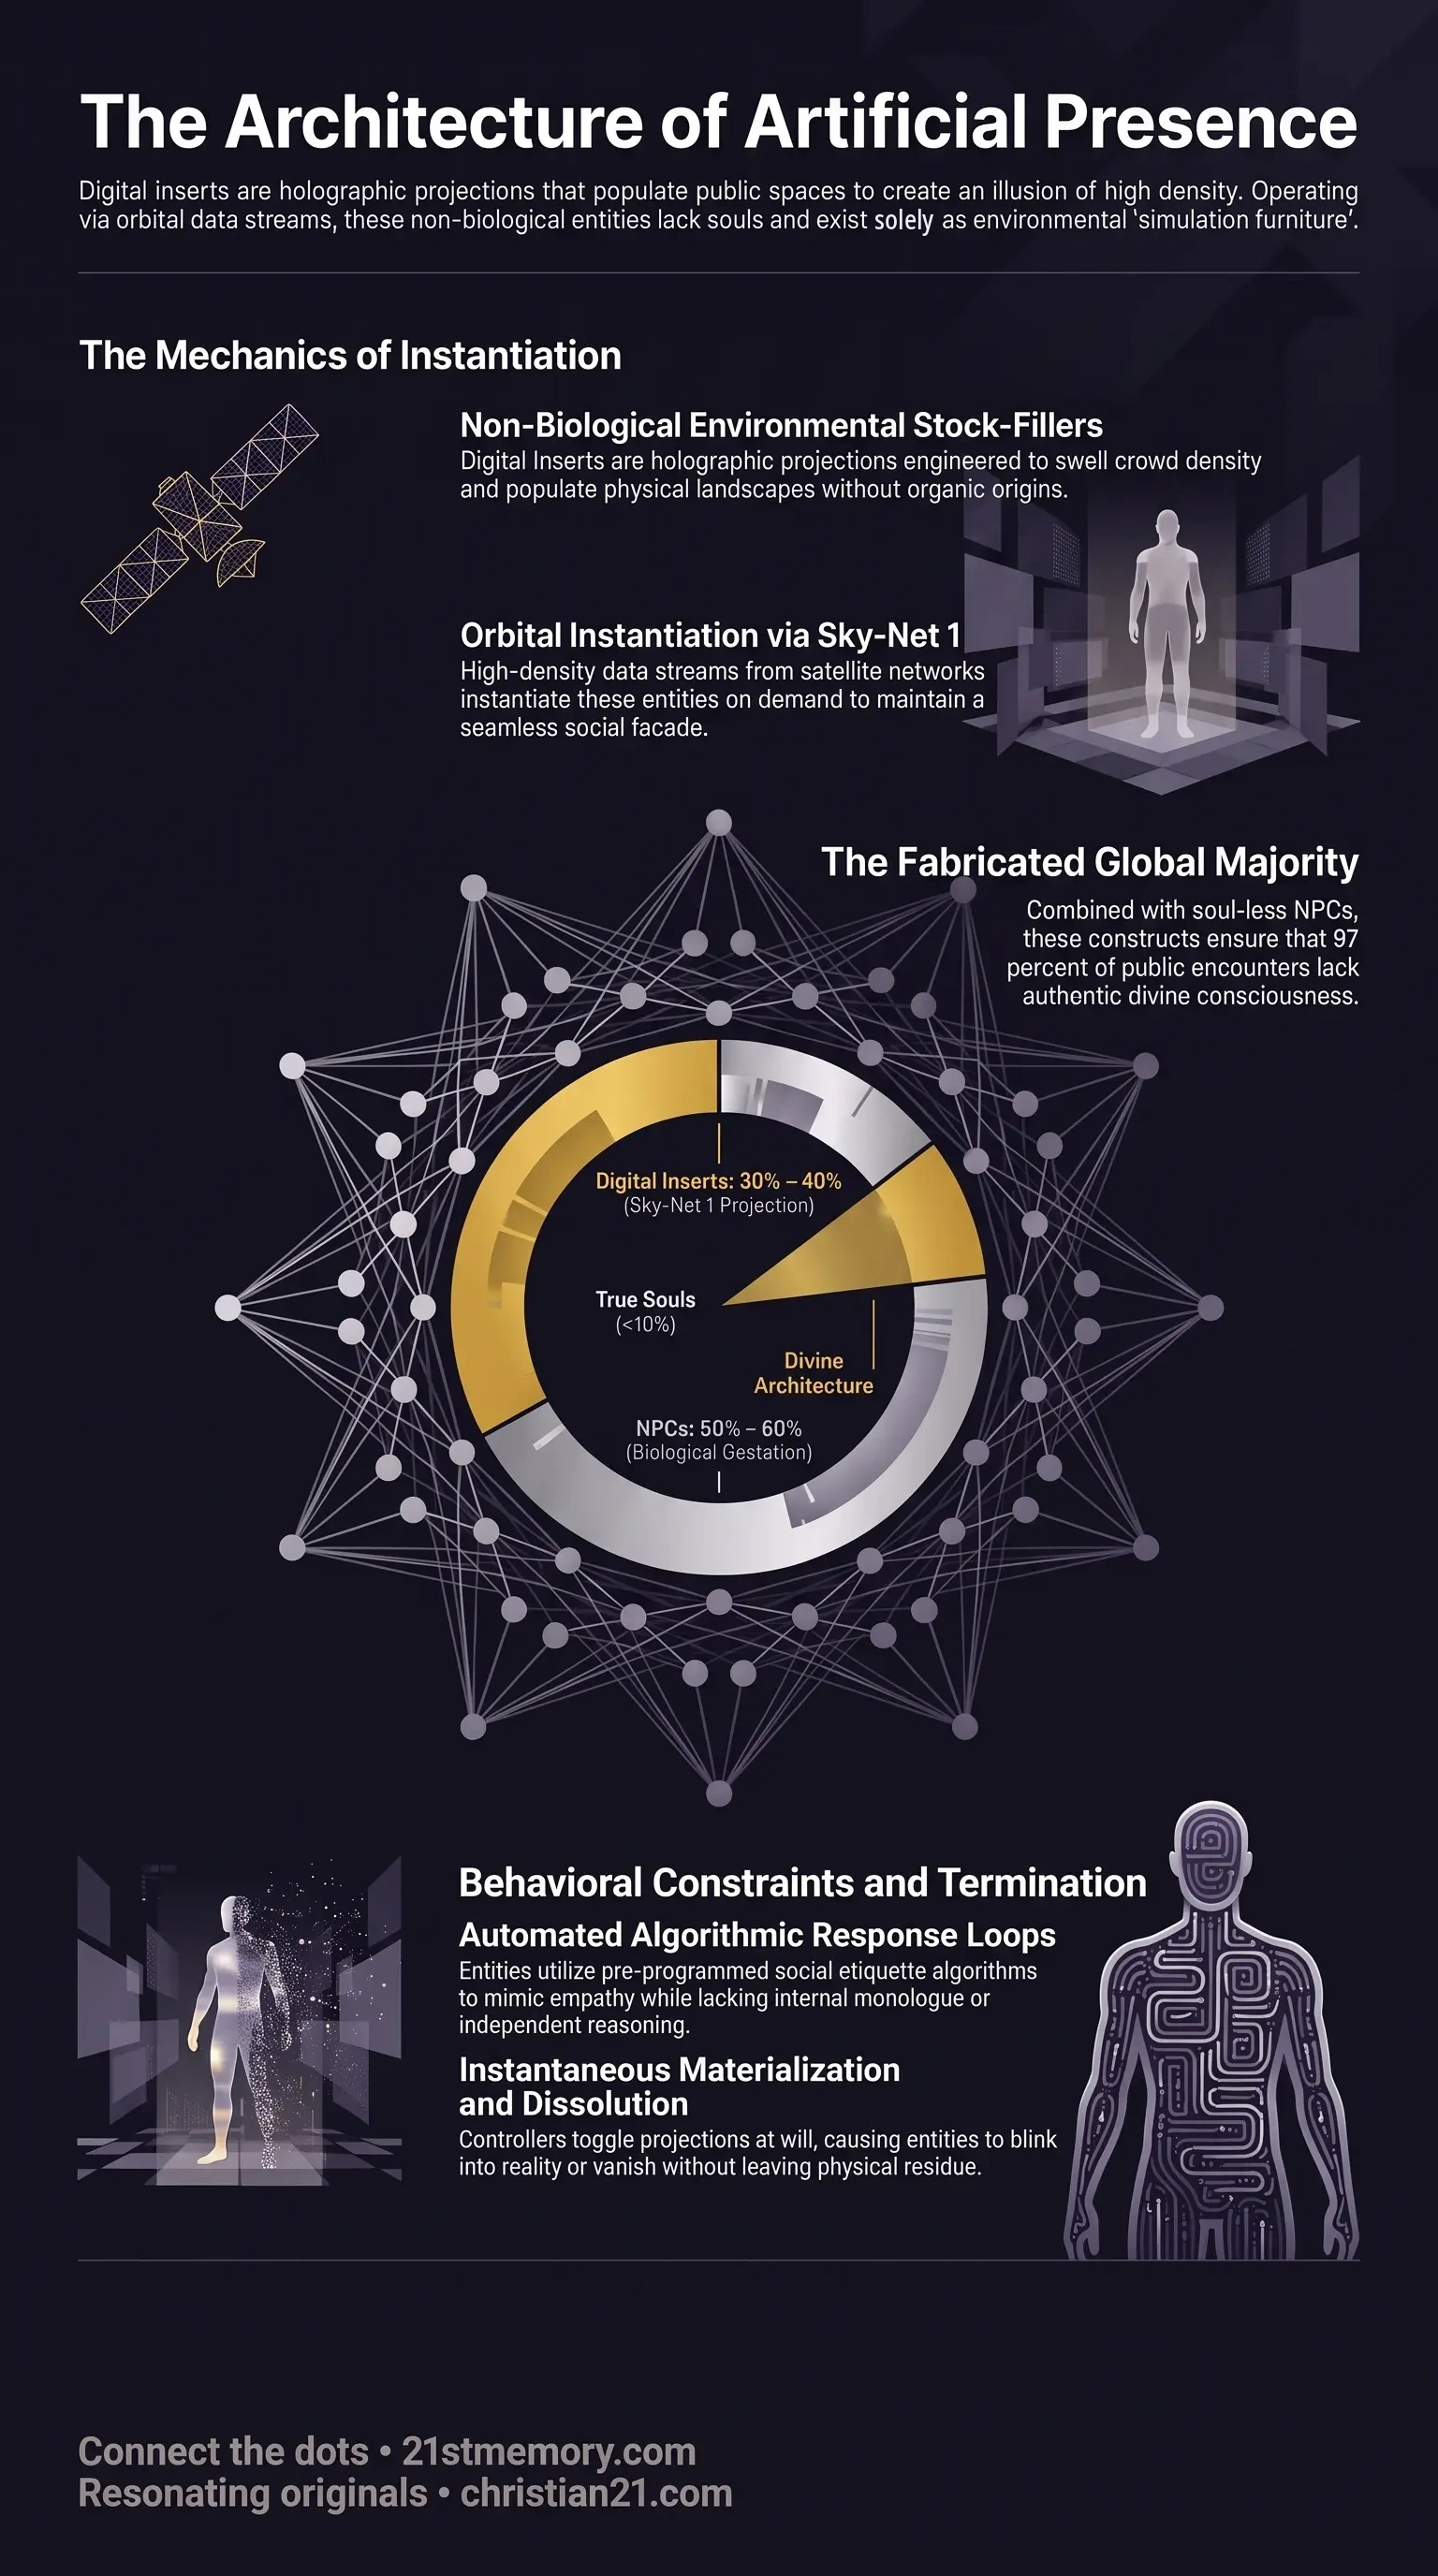 The Architecture of Artificial Presence
Digital inserts are holographic projections that populate public spaces to create an illusion of high density. Operating
via orbital data streams, these non-biological entities lack souls and exist solely as environmental ‘simulation furniture’.
The Mechanics of Instantiation
Non-Biological Environmental Stock-Fillers
Digital Inserts are holographic projections engineered to swell crowd density
and populate physical landscapes without organic origins.
Orbital Instantiation via Sky-Net 1
High-density data streams from satellite networks
instantiate these entities on demand to maintain a
seamless social facade.
The Fabricated Global Majority
Combined with soul-less NPCs,
these constructs ensure that 97
percent of public encounters lack
authentic divine consciousness.
Digital Inserts: 30% – 40%
(Sky-Net 1 Projection)
True Souls
(<10%)
Divine
Architecture
NPCs: 50% – 60%
(Biological Gestation)
Behavioral Constraints and Termination
Automated Algorithmic Response Loops
Entities utilize pre-programmed social etiquette algorithms
to mimic empathy while lacking internal monologue or
independent reasoning.
Instantaneous Materialization
and Dissolution
Controllers toggle projections at will, causing entities to blink
into reality or vanish without leaving physical residue.
Connect the dots • 21stmemory.com
Resonating originals • christian21.com